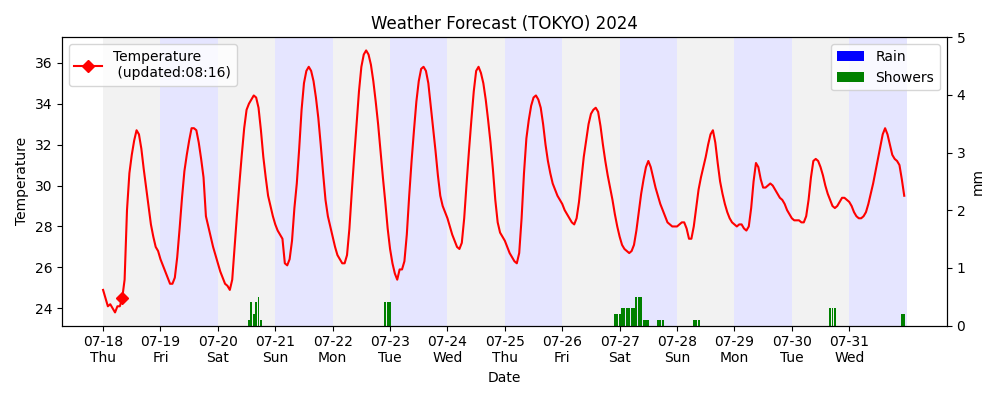 Weather Forecast (TOKYO) 2024
Temperature
(updated:08:16)
Rain
Showers
Temperature
36
34
32
30
28
26
24
5
4
3
2
1
0
mm
07-18 07-19 07-20 07-21 07-22 07-23 07-24 07-25 07-26 07-27 07-28 07-29 07-30 07-31
Thu Fri Sat Sun Mon Tue Wed Thu Fri Sat Sun Mon Tue Wed
Date